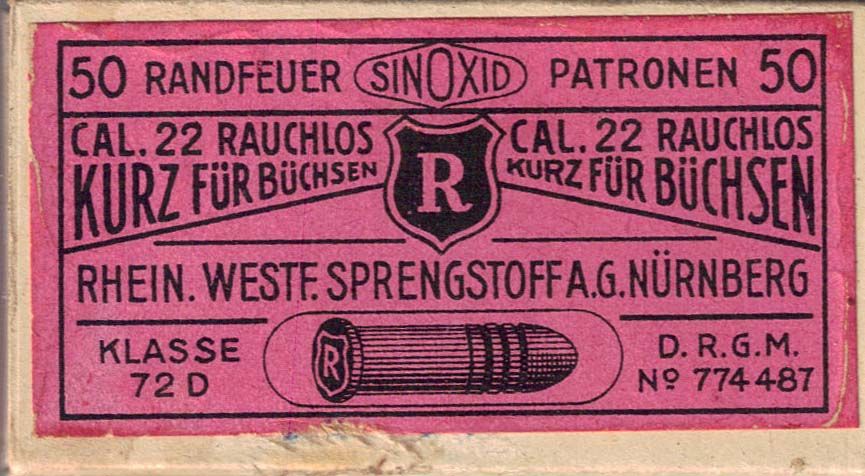 50 RANDFEUER SINOXID PATRONEN 50
CAL. 22 RAUCHLOS
KURZ FÜR BÜCHSEN
R
CAL. 22 RAUCHLOS
KURZ FÜR BÜCHSEN
RHEIN. WESTF. SPRENGSTOFF A.G. NÜRNBERG
KLASSE
72 D
R
D. R. G. M.
Nº 774487